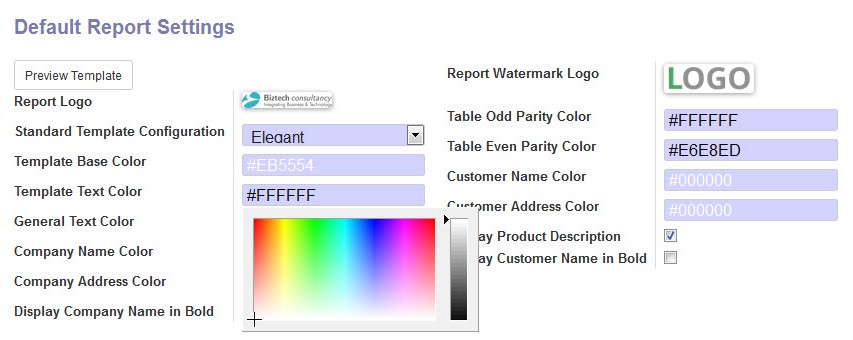 Default Report Settings
Preview Template
Report Logo
Biztech consultancy
Integrating Business & Technology
Standard Template Configuration
Elegant
Template Base Color
#EB5554
Template Text Color
#FFFFFF
General Text Color
Company Name Color
Company Address Color
Display Company Name in Bold
Report Watermark Logo
LOGO
Table Odd Parity Color
#FFFFFF
Table Even Parity Color
#E6E8ED
Customer Name Color
#000000
Customer Address Color
#000000
ay Product Description
ay Customer Name in Bold